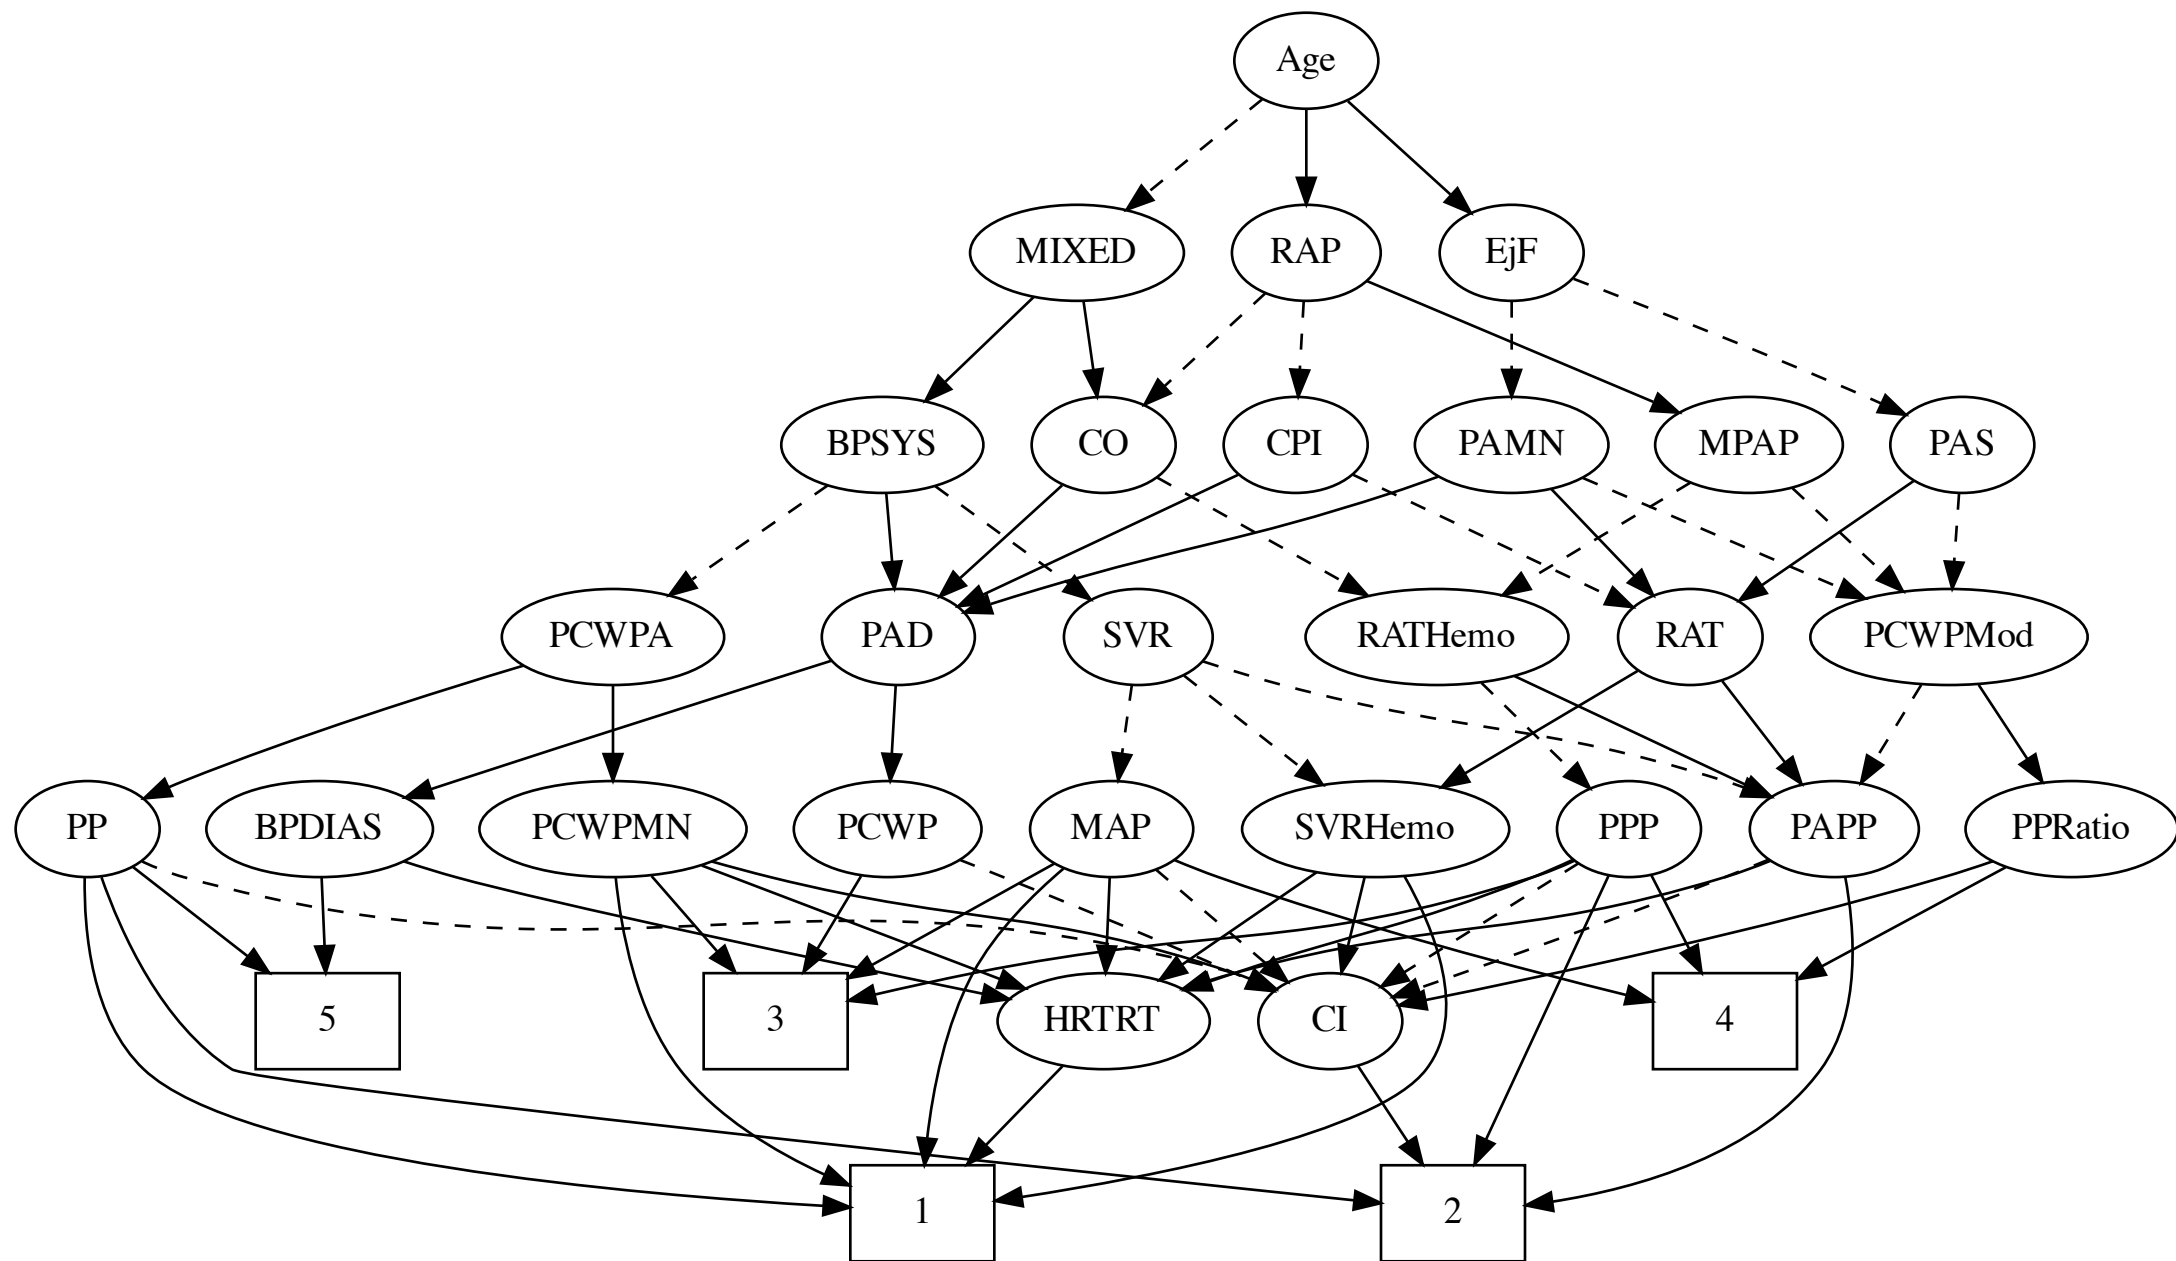 Age
MIXED
RAP
EjF
BPSYS
CO
CPI
PAMN
MPAP
PAS
PCWPA
PAD
SVR
RATHemo
RAT
PCWPMod
PP
BPDIAS
PCWPMN
PCWP
MAP
SVRHemo
PPP
PAPP
PPRatio
5
3
HRTRT
CI
4
1
2